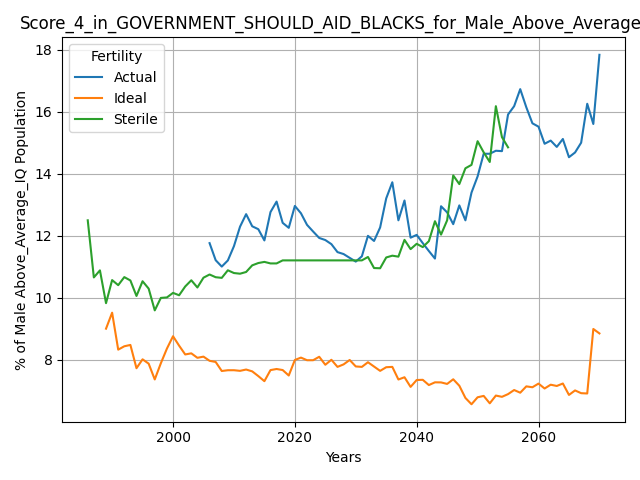 Score_4_in_GOVERNMENT_SHOULD_AID_BLACKS_for_Male_Above_Average
% of Male Above_Average_IQ Population
18
16
14
12
10
8
Fertility
Actual
Ideal
Sterile
2000
2020
2040
2060
Years